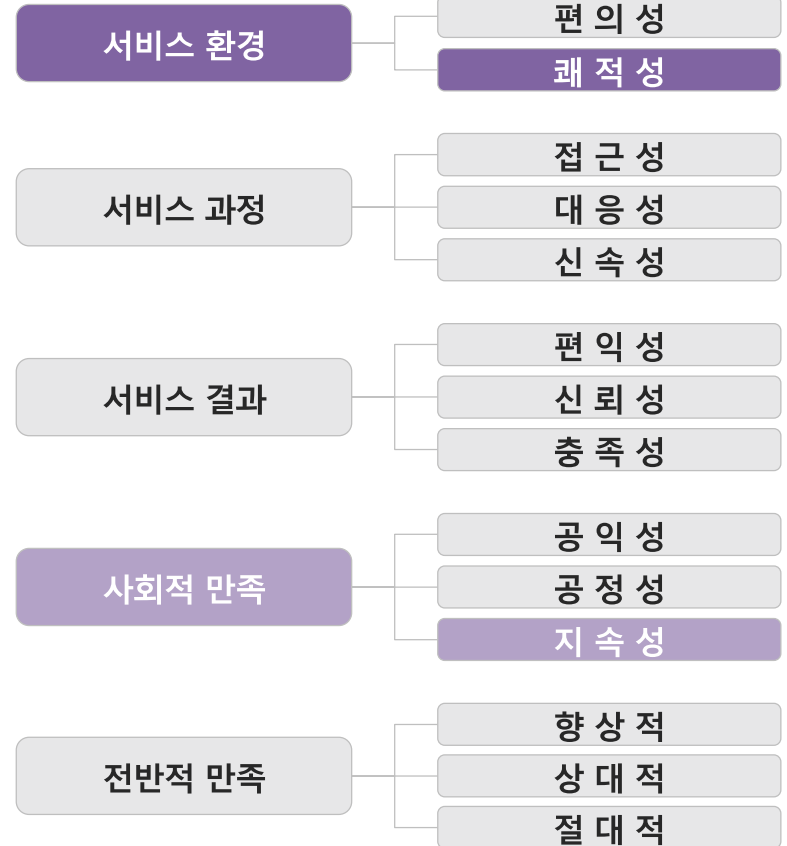 서비스 환경
편 의 성
쾌 적 성
서비스 과정
접 근 성
대 응 성
신 속 성
서비스 결과
편 익 성
신 뢰 성
충 족 성
사회적 만족
공 익 성
공 정 성
지 속 성
전반적 만족
향 상 적
상 대 적
절 대 적